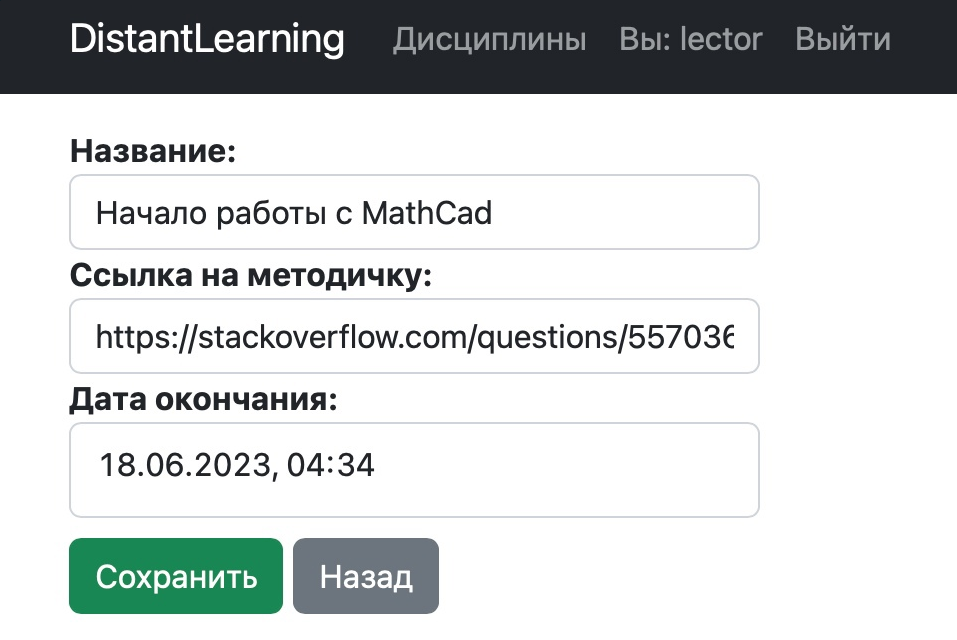 DistantLearning Дисциплины Вы: lector Выйти
Название:
Начало работы с MathCad
Ссылка на методичку:
https://stackoverflow.com/questions/557036
Дата окончания:
18.06.2023, 04:34
Сохранить Назад